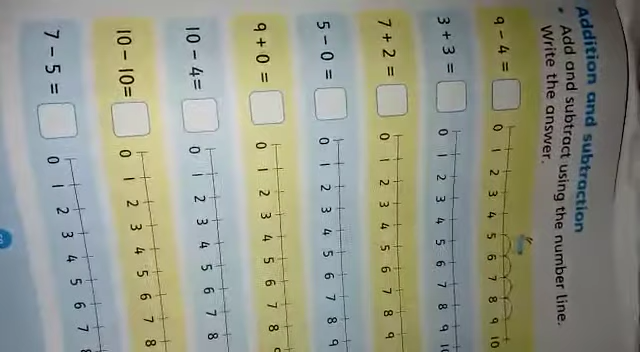 Addition and subtraction
• Add and subtract using the number line.
Write the answer.
9 - 4 =
0 1 2 3 4 5 6 7 8 9 10
3 + 3 =
0 1 2 3 4 5 6 7 8 9 10
7 + 2 =
0 1 2 3 4 5 6 7 8 9
5 - 0 =
0 1 2 3 4 5 6 7 8 9
9 + 0 =
0 1 2 3 4 5 6 7 8
10 - 4 =
0 1 2 3 4 5 6 7 8
10 - 10 =
0 1 2 3 4 5 6 7 8
7 - 5 =
0 1 2 3 4 5 6 7